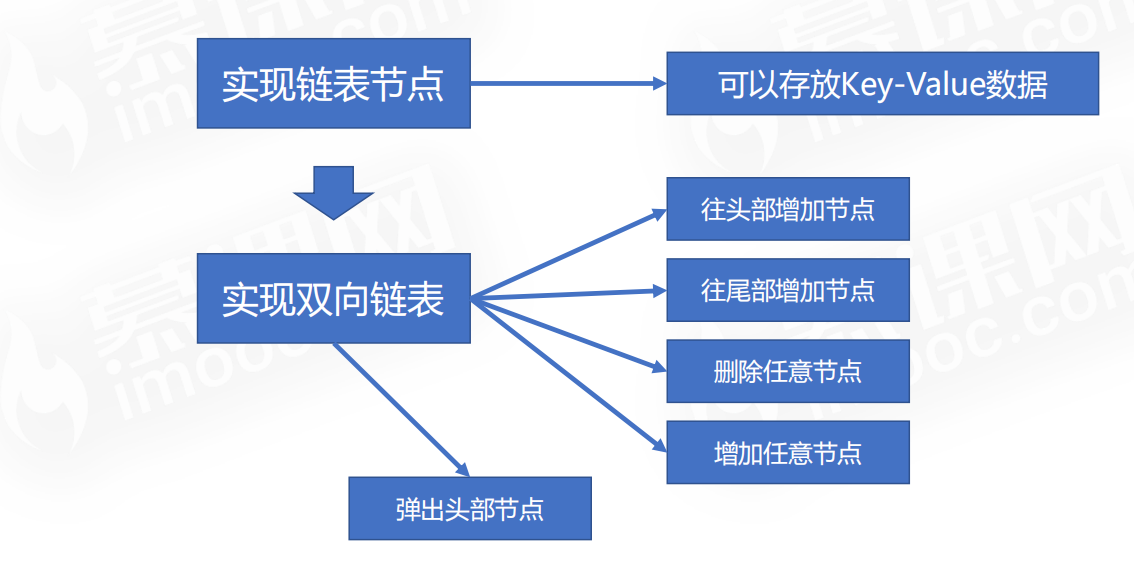 实现链表节点
可以存放Key-Value数据
往头部增加节点
实现双向链表
往尾部增加节点
删除任意节点
增加任意节点
弹出头部节点
慕课网
imooc.com